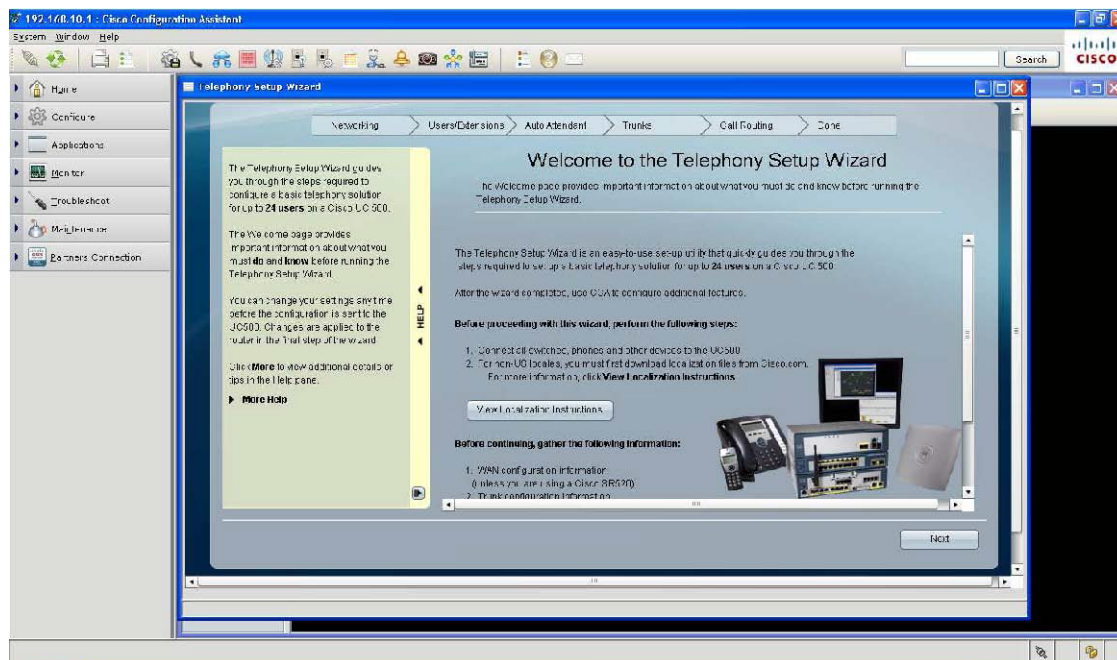 192.168.10.1 : Cisco Configuration Assistant
System Window Help
Search
CISCO
Home
Configure
Applications
Monitor
Troubleshoot
Maintenance
Partners Connection
Telephony Setup Wizard
Networking Users/Extensions Auto Attendant Trunks Call Routing Done
The Telephony Setup Wizard guides
you through the steps required to
configure a basic telephony solution
for up to 24 users on a Cisco UC 500.
The Welcome page provides
important information about what you
must do and know before running the
Telephony Setup Wizard.
You can change your settings any time
before the configuration is sent to the
UC500. Changes are applied to the
router in the final step of the wizard
Click More to view additional details or
tips in the Help pane.
More Help
HELP
Welcome to the Telephony Setup Wizard
The Welcome page provides important information about what you must do and know before running the
Telephony Setup Wizard.
The Telephony Setup Wizard is an easy-to-use set-up utility that quickly guides you through the
steps required to set up a basic telephony solution for up to 24 users on a Cisco UC 500.
After the wizard completed, use CCA to configure additional features.
Before proceeding with this wizard, perform the following steps:
1. Connect all switches, phones and other devices to the UC500
2. For non-US locales, you must first download localization files from Cisco.com.
For more information, click View Localization Instructions
View Localization Instructions
Before continuing, gather the following information:
1. WAN configuration information
(unless you are using a Cisco SR520)
2. Trunk configuration information
Next